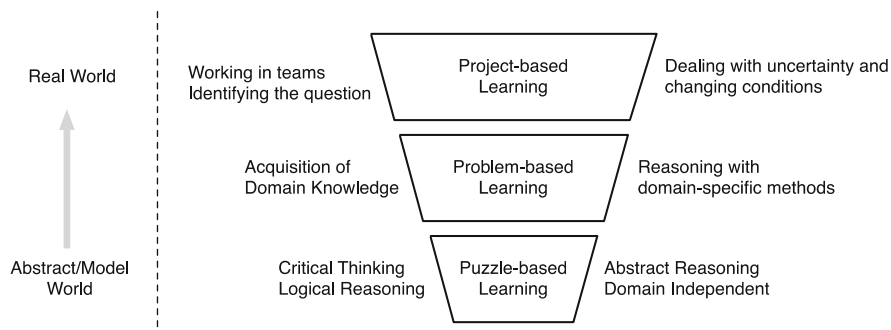 Real World
Working in teams
Identifying the question
Project-based
Learning
Dealing with uncertainty and
changing conditions
Acquisition of
Domain Knowledge
Problem-based
Learning
Reasoning with
domain-specific methods
Abstract/Model
World
Critical Thinking
Logical Reasoning
Puzzle-based
Learning
Abstract Reasoning
Domain Independent